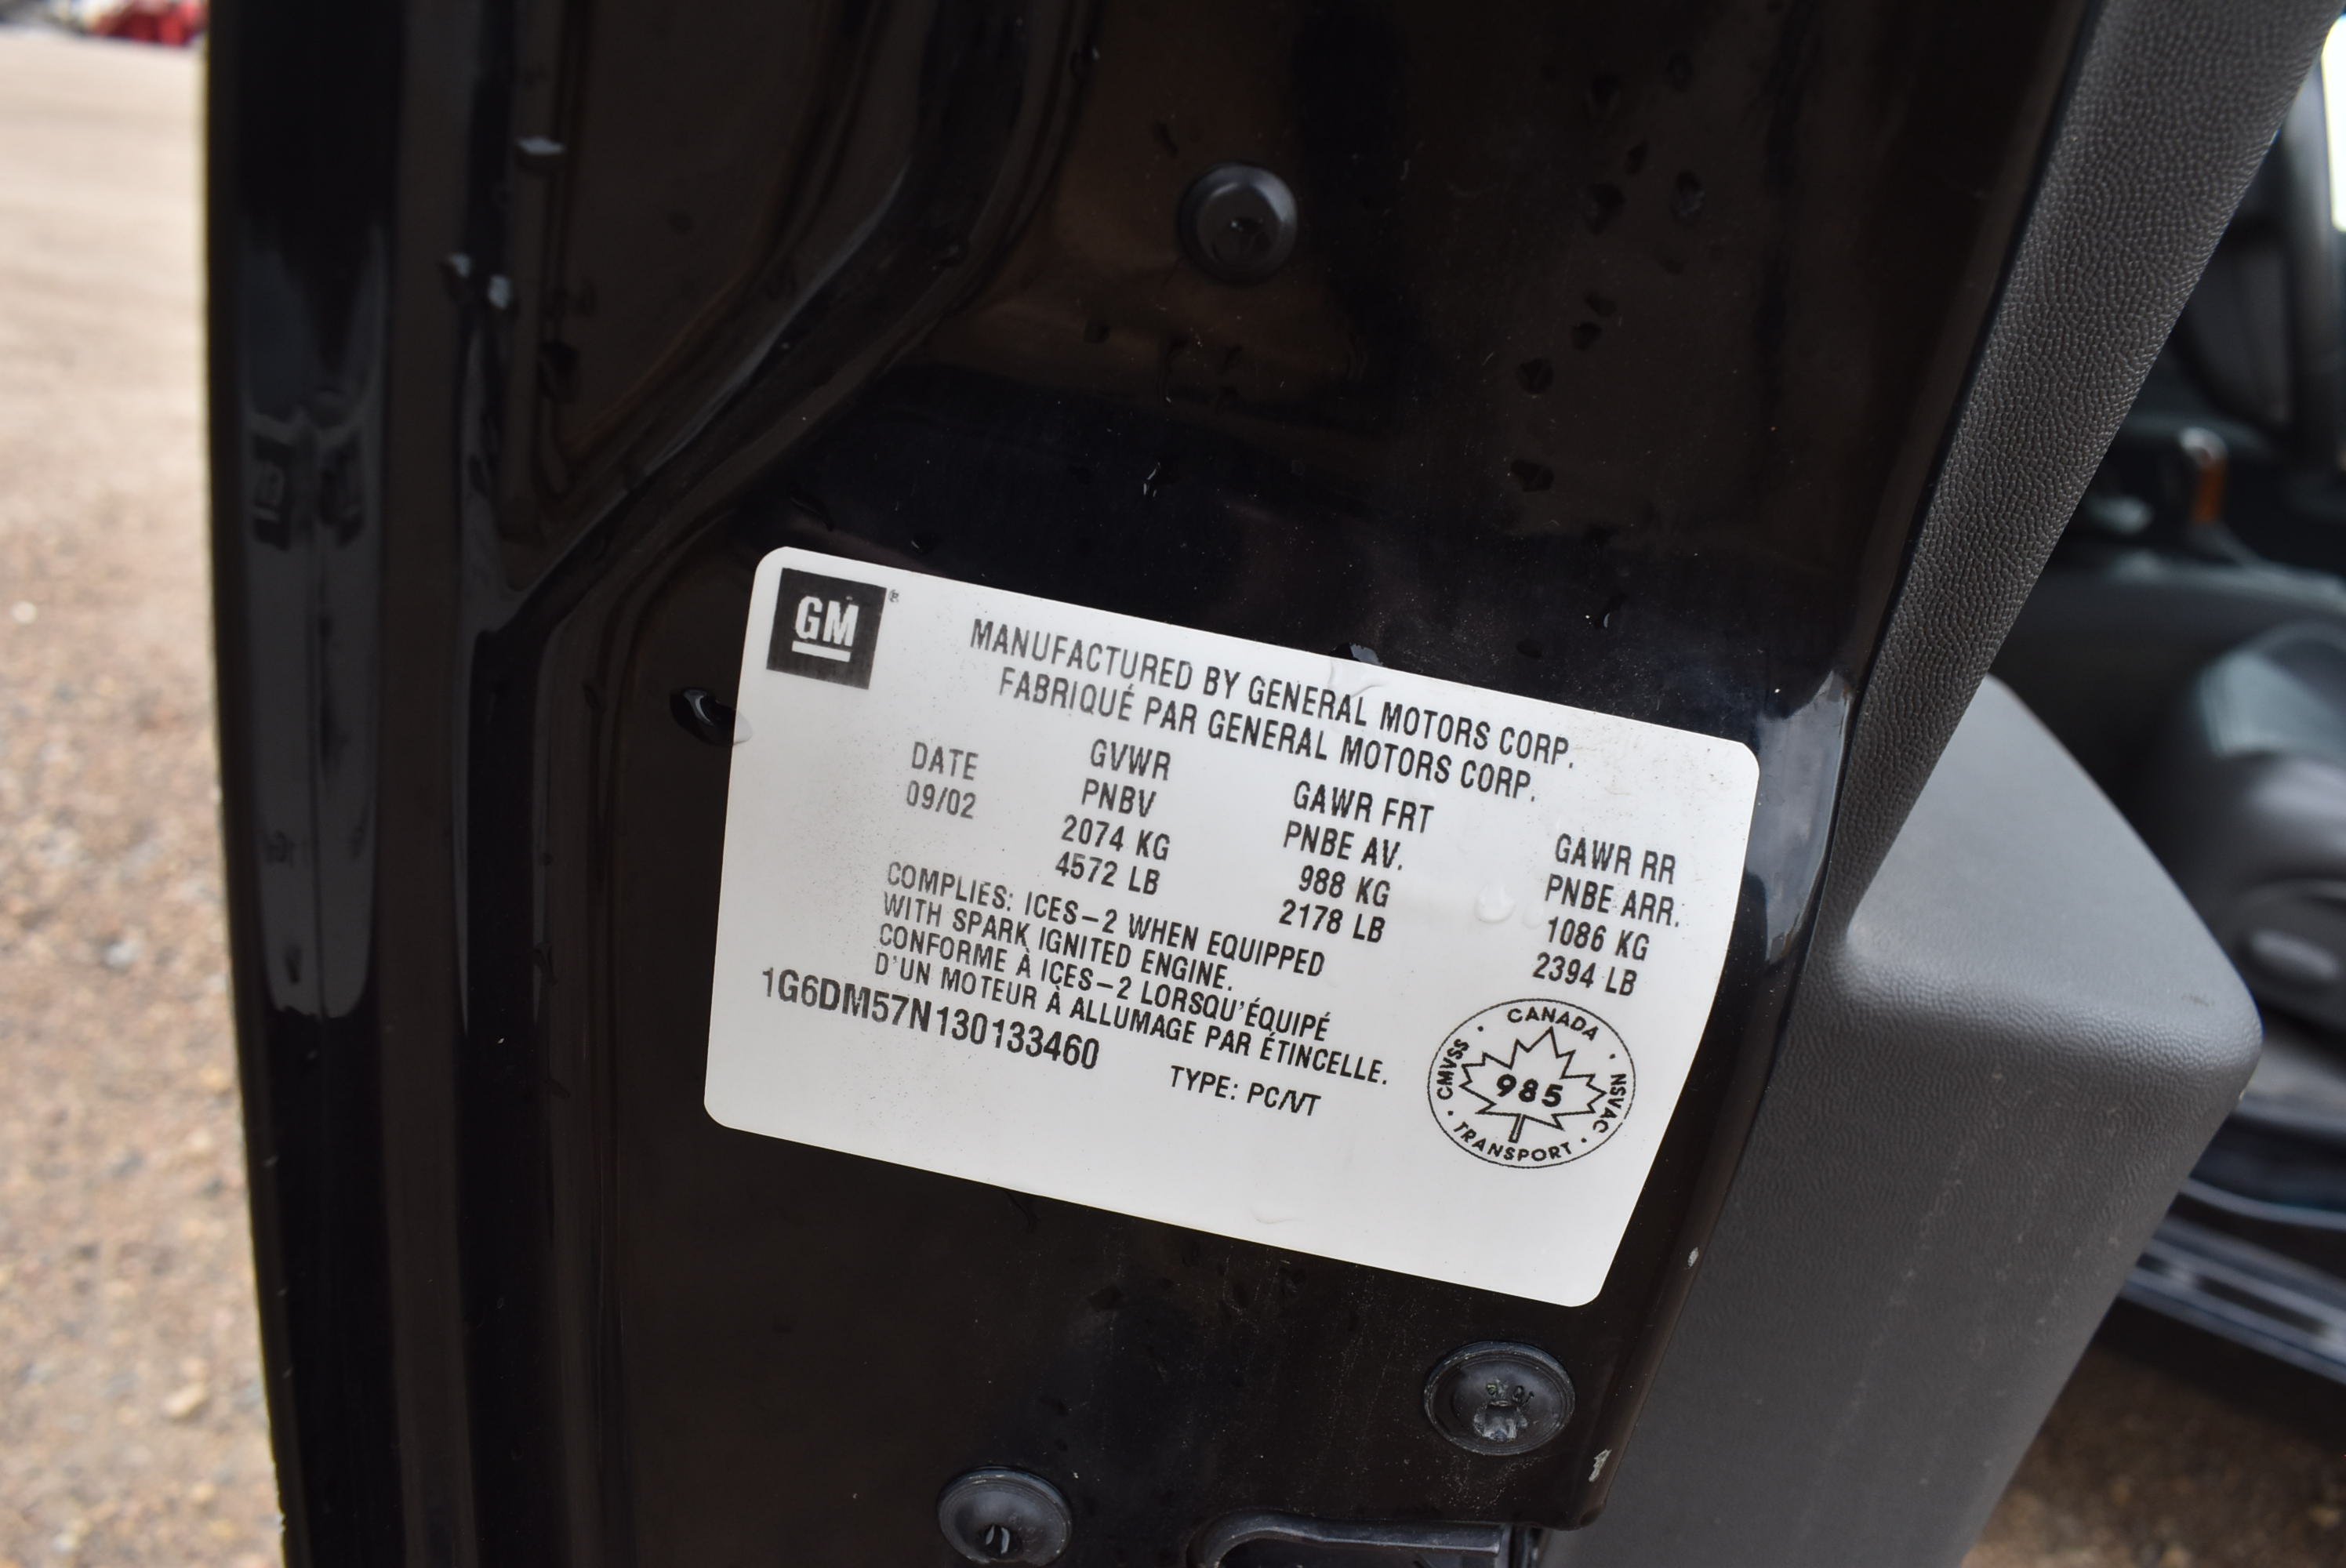 GM®
MANUFACTURED BY GENERAL MOTORS CORP.
FABRIQUÉ PAR GENERAL MOTORS CORP.
DATE GVWR GAWR FRT GAWR RR
09/02 PNBV PNBE AV. PNBE ARR.
2074 KG 988 KG 1086 KG
4572 LB 2178 LB 2394 LB
COMPLIES: ICES-2 WHEN EQUIPPED
WITH SPARK IGNITED ENGINE.
CONFORME À ICES-2 LORSQU'ÉQUIPÉ
D'UN MOTEUR À ALLUMAGE PAR ÉTINCELLE.
1G6DM57N130133460 TYPE: PC/VT
CANADA · NSVAC · TRANSPORT · CMVSS ·
985